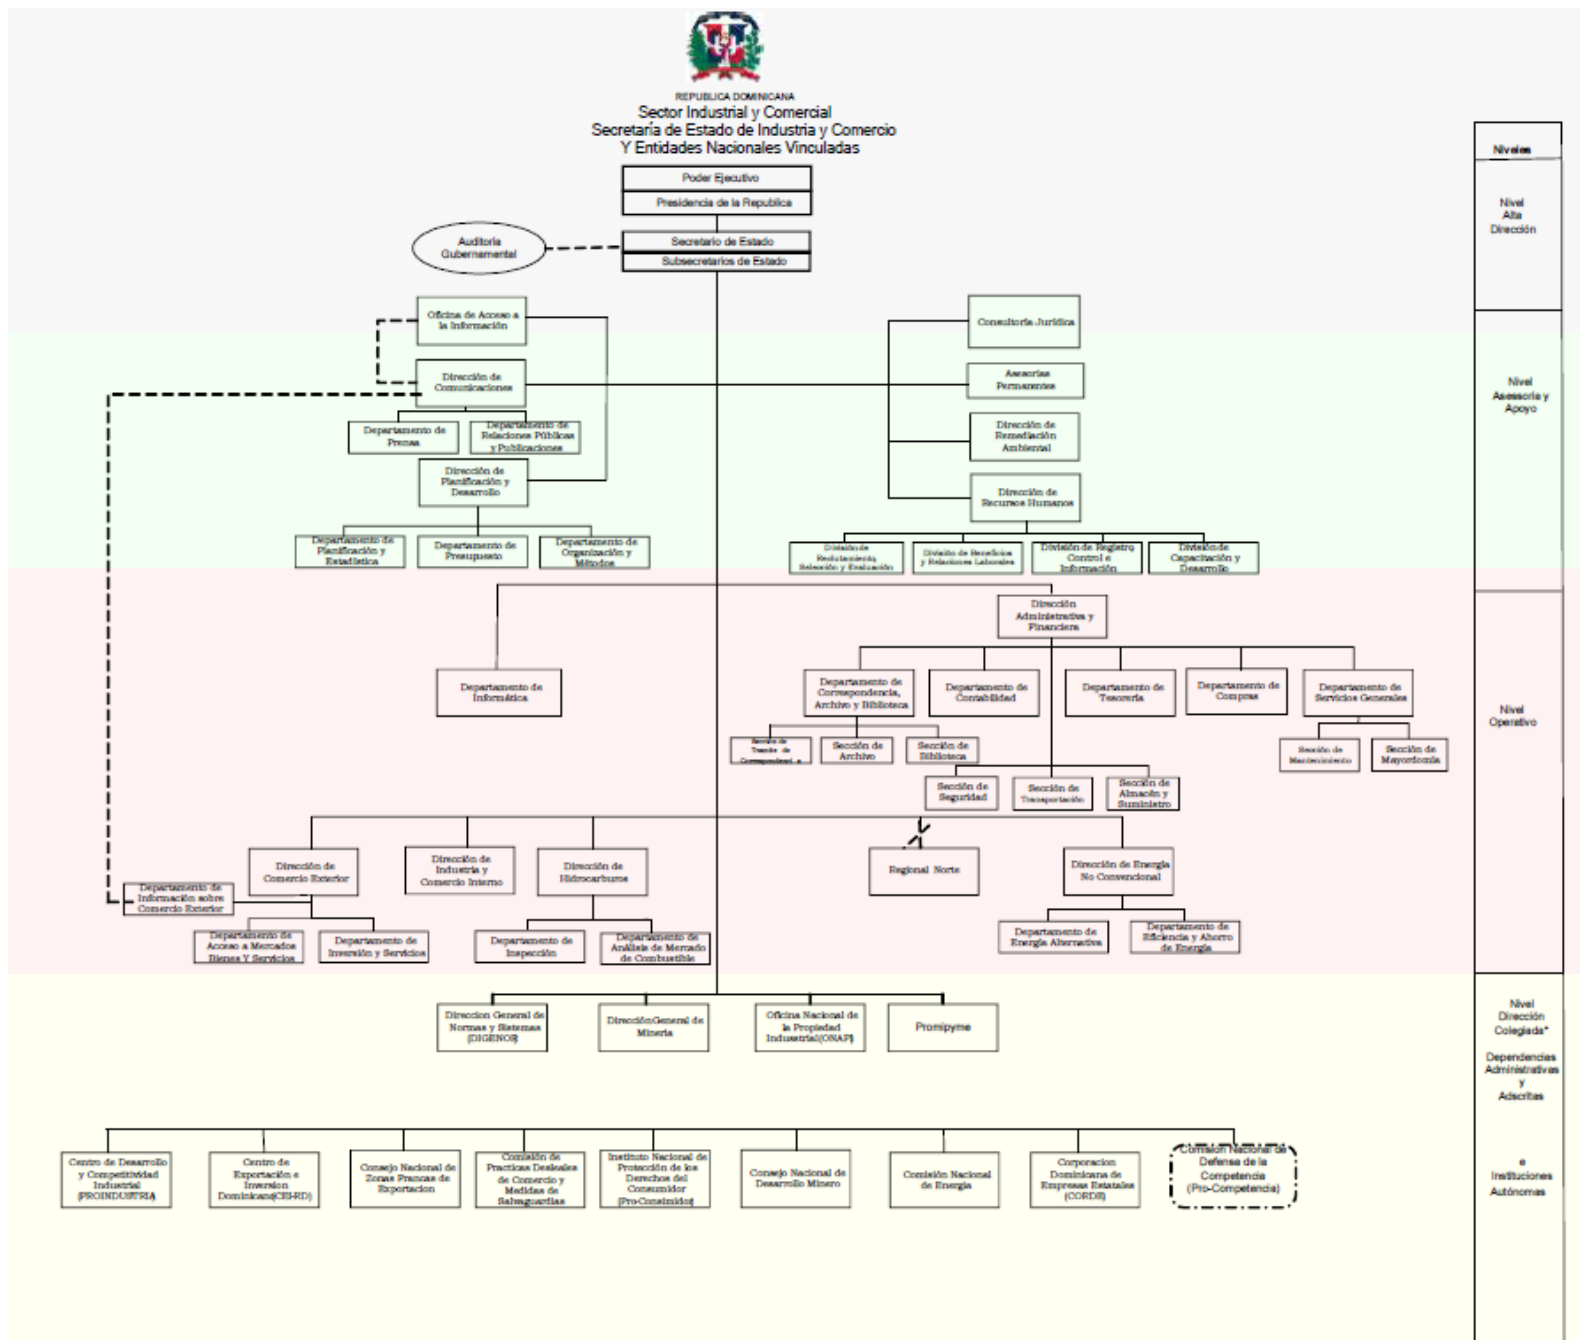 REPUBLICA DOMINICANA
Sector Industrial y Comercial
Secretaría de Estado de Industria y Comercio
Y Entidades Nacionales Vinculadas
Niveles
Poder Ejecutivo
Presidencia de la Republica
Nivel
Alta
Dirección
Auditoría
Gubernamental
Secretario de Estado
Subsecretarios de Estado
Oficina de Acceso a
la Información
Consultoría Jurídica
Dirección de
Comunicaciones
Asesorías
Permanentes
Nivel
Asessoria y
Apoyo
Departamento de
Prensa
Departamento de
Relaciones Públicas
y Publicaciones
Dirección de
Remediación
Ambiental
Dirección de
Planificación y
Desarrollo
Dirección de
Recursos Humanos
Departamento de
Planificación y
Estadística
Departamento de
Presupuesto
Departamento de
Organización y
Métodos
División de
Reclutamiento,
Selección y Evaluación
División de Beneficios
y Relaciones Laborales
División de Registro,
Control e
Información
División de
Capacitación y
Desarrollo
Dirección
Administrativa y
Financiera
Departamento de
Informática
Departamento de
Correspondencia,
Archivo y Biblioteca
Departamento de
Contabilidad
Departamento de
Tesorería
Departamento de
Compras
Departamento de
Servicios Generales
Nivel
Operativo
Sección de
Tramite de
Sección de
Archivo
Sección de
Biblioteca
Sección de
Mantenimiento
Sección de
Mayordomía
Sección de
Seguridad
Sección de
Transportación
Sección de
Almacén y
Suministro
Dirección de
Comercio Exterior
Dirección de
Industria y
Comercio Interno
Dirección de
Hidrocarburos
Regional Norte
Dirección de Energía
No Convencional
Departamento de
Información sobre
Comercio Exterior
Departamento de
Acceso a Mercados
Bienes Y Servicios
Departamento de
Inversión y Servicios
Departamento de
Inspección
Departamento de
Análisis de Mercado
de Combustible
Departamento de
Energía Alternativa
Departamento de
Eficiencia y Ahorro
de Energía
Direccion General de
Normas y Sistemas
(DIGENOR)
Dirección General de
Minería
Oficina Nacional de
la Propiedad
Industrial(ONAPI)
Promipyme
Nivel
Dirección
Colegiada*
Dependencias
Administrativas
y
Adscritas
e
Instituciones
Autónomas
Centro de Desarrollo
y Competitividad
Industrial
(PROINDUSTRIA)
Centro de
Exportación e
Inversion
Dominicana(CEI-RD)
Consejo Nacional de
Zonas Francas de
Exportacion
Comisión de
Practicas Desleales
de Comercio y
Medidas de
Salvaguardias
Instituto Nacional de
Protección de los
Derechos del
Consumidor
(Pro-Consimidor)
Consejo Nacional de
Desarrollo Minero
Comisión Nacional
de Energía
Corporacion
Dominicana de
Empresas Estatales
(CORDE)
Comision Nacional de
Defensa de la
Competencia
(Pro-Competencia)